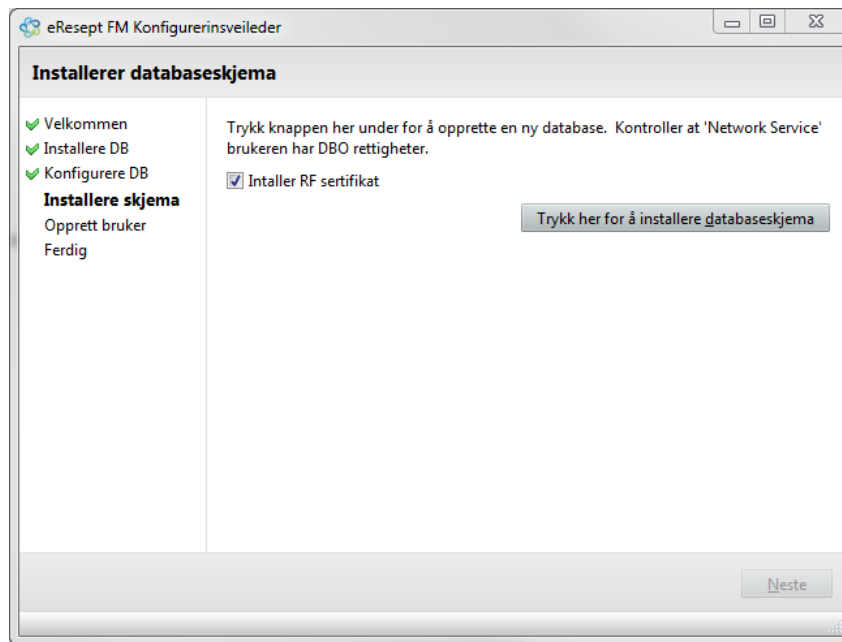 eResept FM Konfigurerinsveileder
Installerer databaseskjema
Velkommen
Installere DB
Konfigurere DB
Installere skjema
Opprett bruker
Ferdig
Trykk knappen her under for å opprette en ny database. Kontroller at 'Network Service'
brukeren har DBO rettigheter.
Intaller RF sertifikat
Trykk her for å installere databaseskjema
Neste